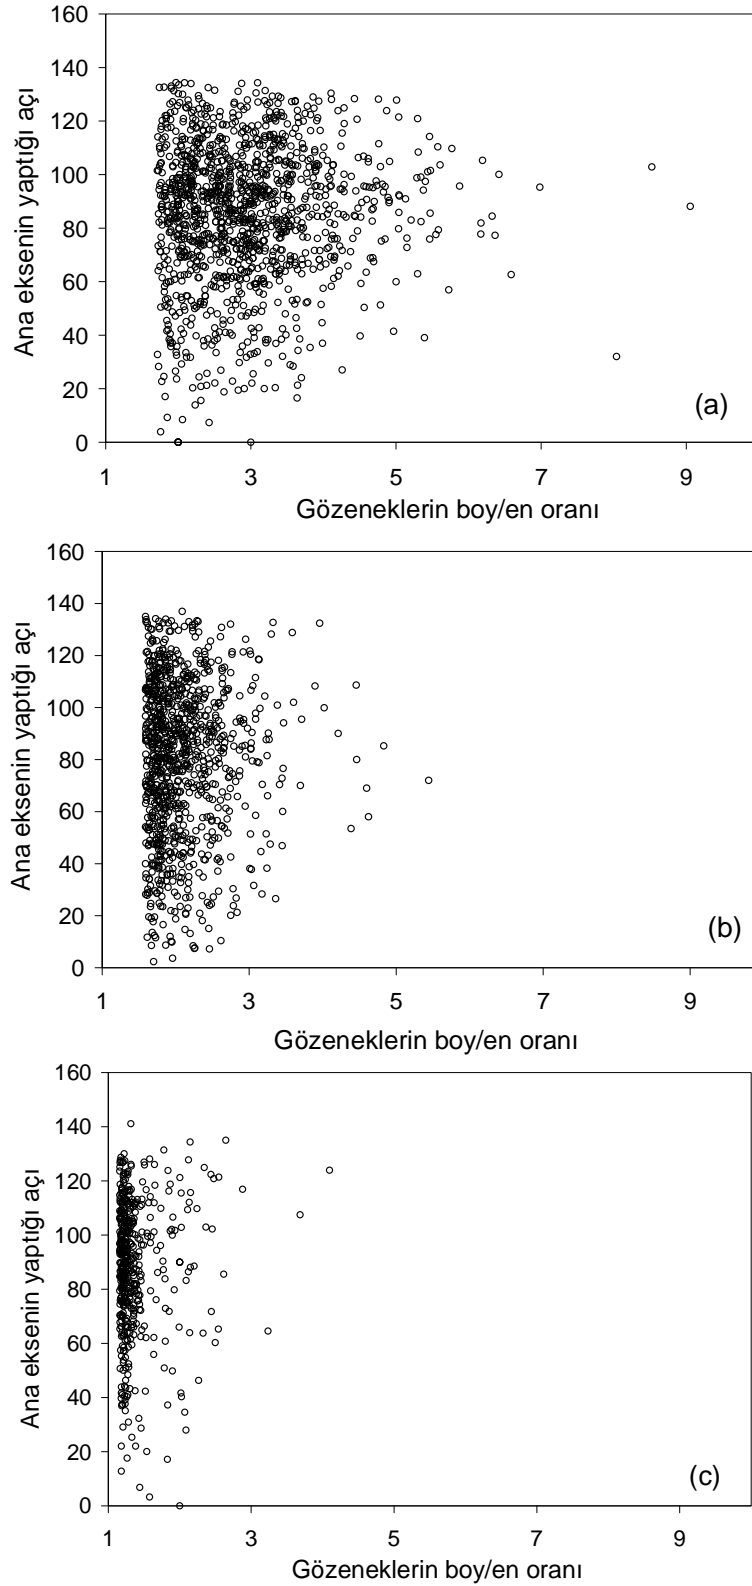 160
140
120
100
80
60
40
20
0
Ana eksenin yaptığı açı
(a)
1 3 5 7 9
Gözeneklerin boy/en oranı
160
140
120
100
80
60
40
20
0
Ana eksenin yaptığı açı
(b)
1 3 5 7 9
Gözeneklerin boy/en oranı
160
140
120
100
80
60
40
20
0
Ana eksenin yaptığı açı
(c)
1 3 5 7 9
Gözeneklerin boy/en oranı